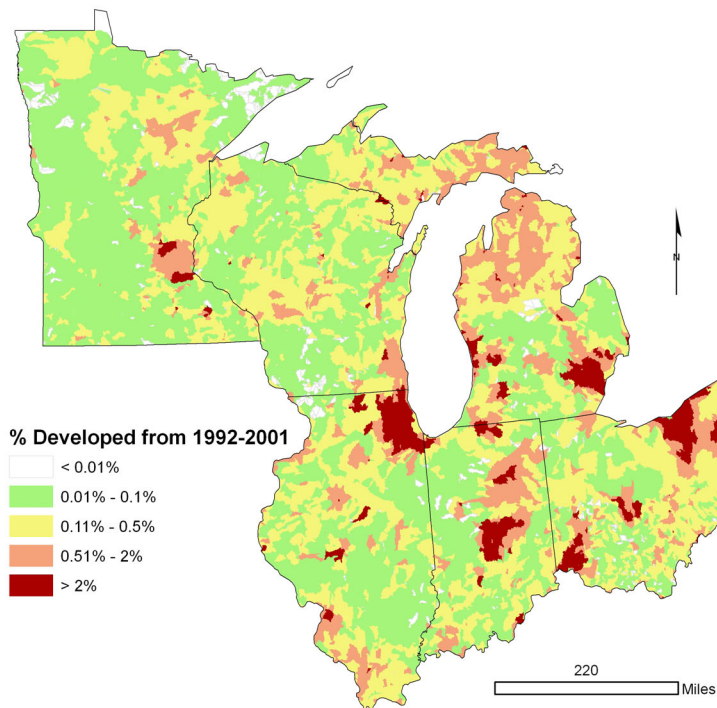 N
% Developed from 1992-2001
< 0.01%
0.01% - 0.1%
0.11% - 0.5%
0.51% - 2%
> 2%
220
Miles